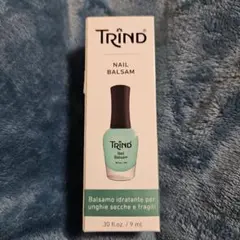 TRIND
NAIL
BALSAM
TRIND
Nail
Balsam
Balsamo idratante per
unghie secche e fragili
.30 fl.oz. / 9 ml.